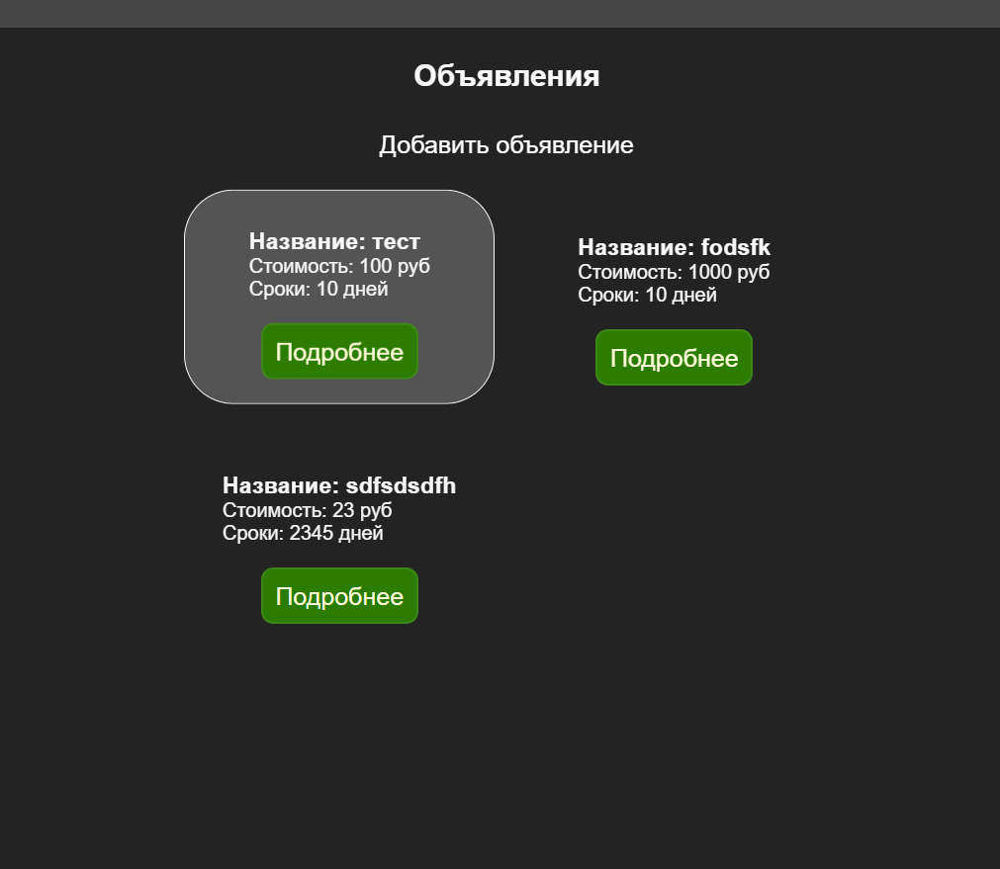 Объявления
Добавить объявление
Название: тест
Стоимость: 100 руб
Сроки: 10 дней
Подробнее
Название: fodsfk
Стоимость: 1000 руб
Сроки: 10 дней
Подробнее
Название: sdfsdsdfh
Стоимость: 23 руб
Сроки: 2345 дней
Подробнее